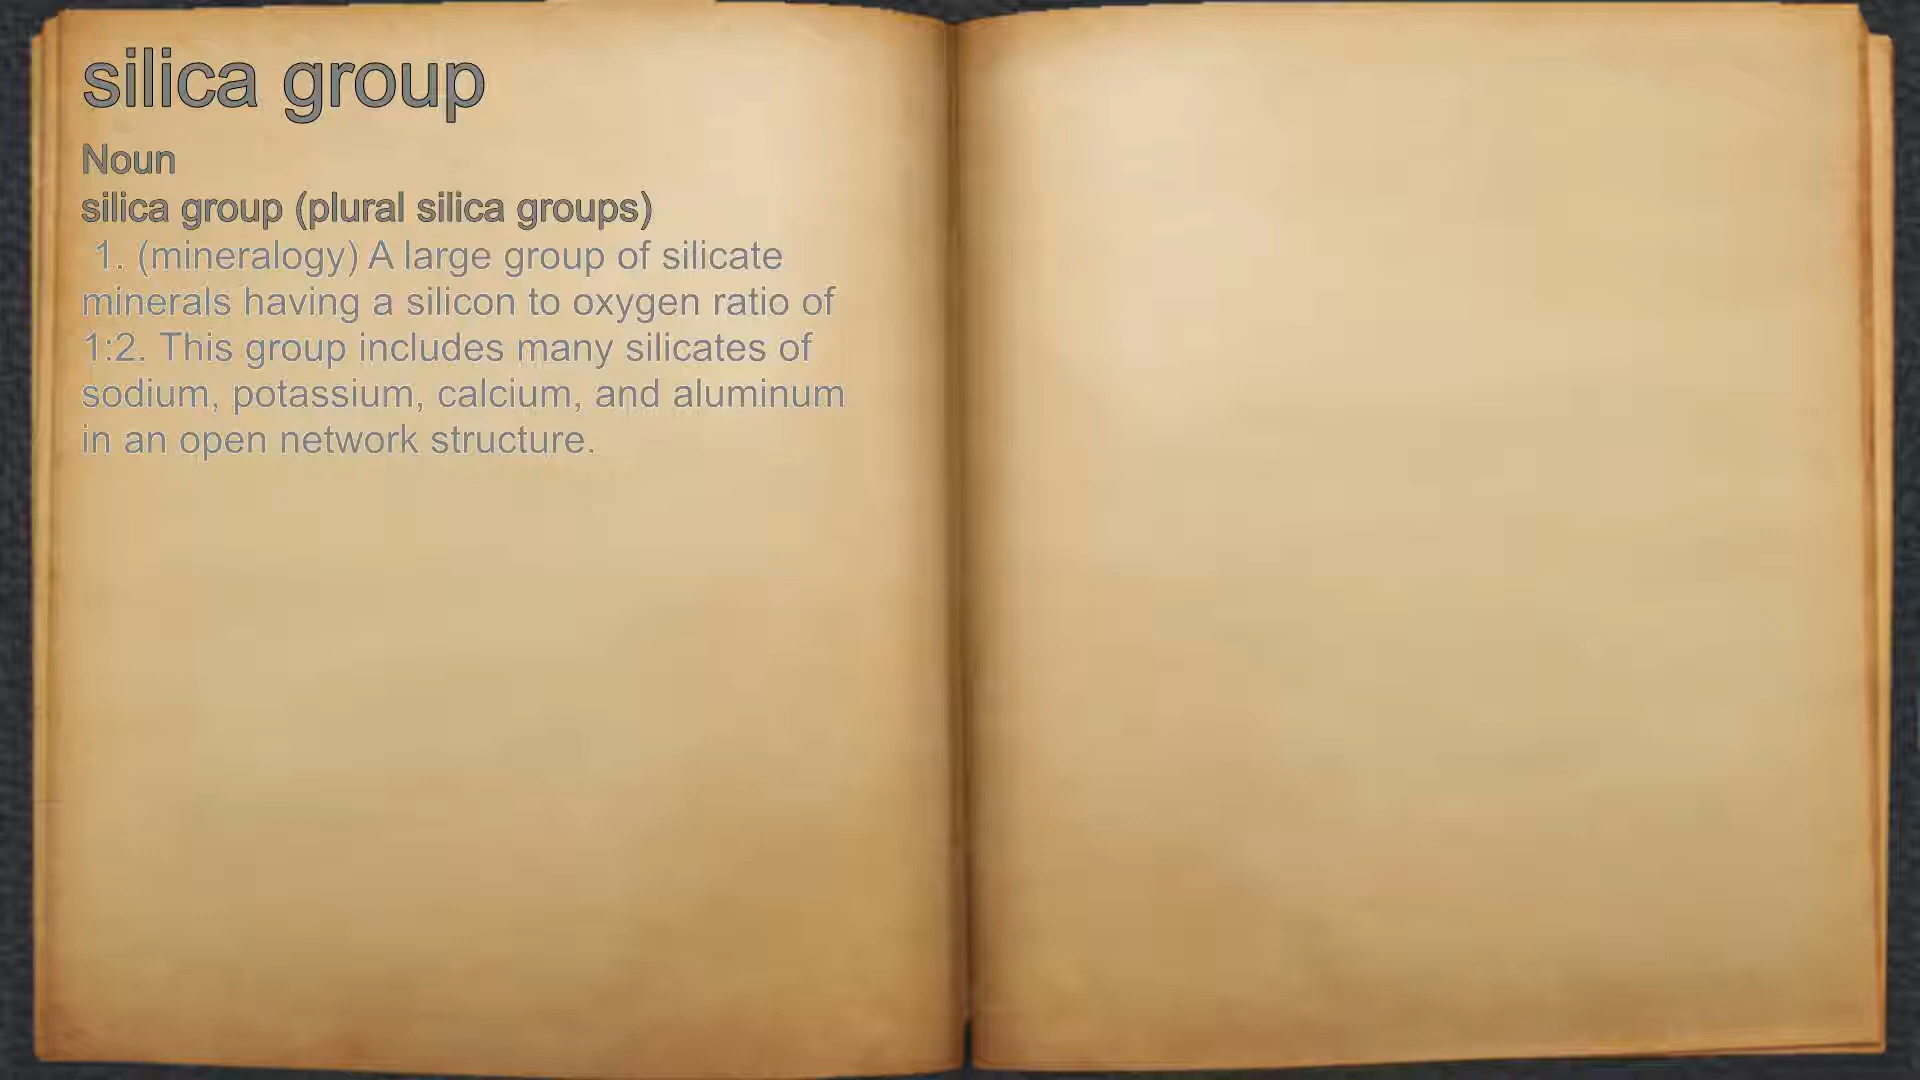 silica group
Noun
silica group (plural silica groups)
1. (mineralogy) A large group of silicate
minerals having a silicon to oxygen ratio of
1:2. This group includes many silicates of
sodium, potassium, calcium, and aluminum
in an open network structure.